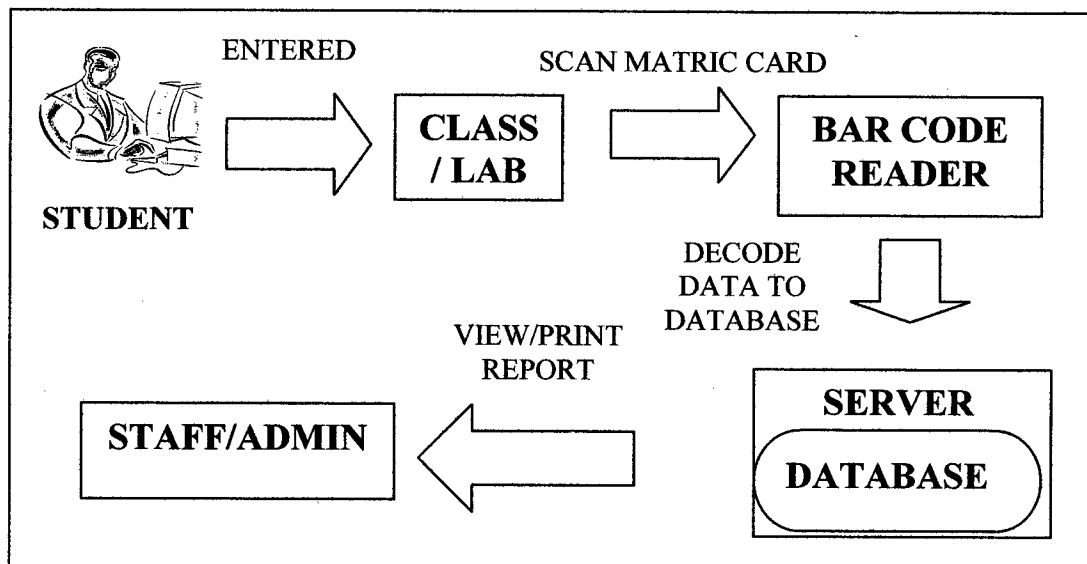 ENTERED
STUDENT
CLASS
/ LAB
SCAN MATRIC CARD
BAR CODE
READER
DECODE
DATA TO
DATABASE
SERVER
DATABASE
VIEW/PRINT
REPORT
STAFF/ADMIN